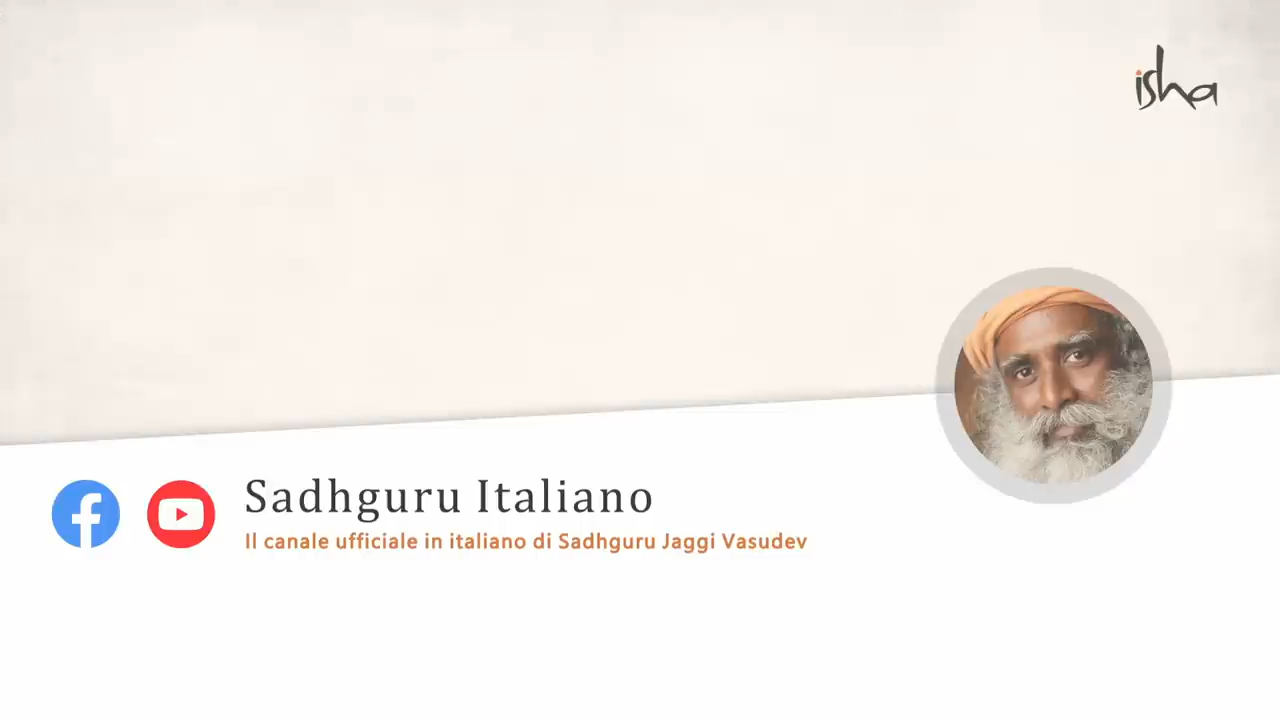 isha
Sadhguru Italiano
Il canale ufficiale in italiano di Sadhguru Jaggi Vasudev